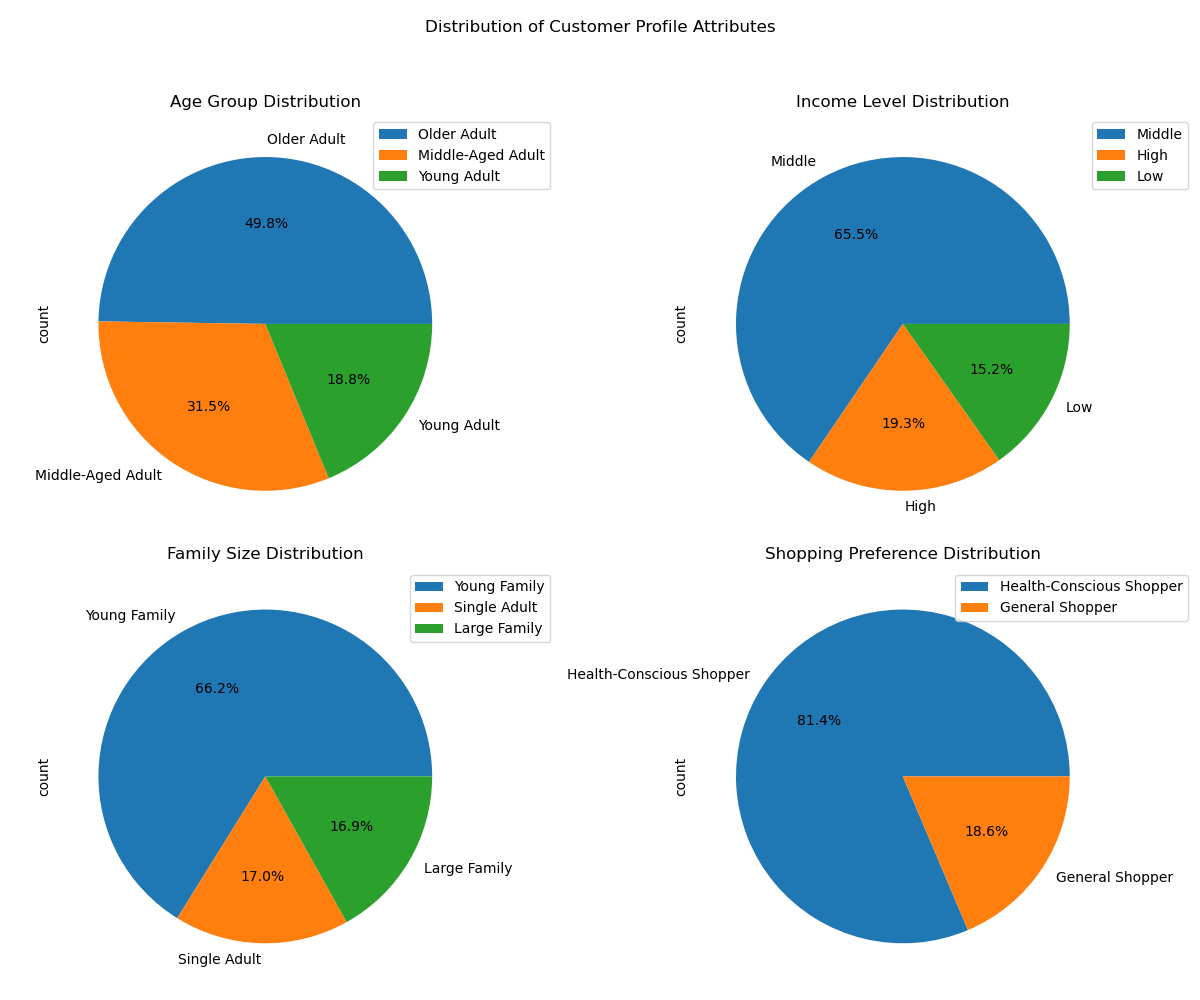 Distribution of Customer Profile Attributes
Age Group Distribution
Older Adult
Older Adult
Middle-Aged Adult
Young Adult
49.8%
count
31.5%
18.8%
Young Adult
Middle-Aged Adult
Income Level Distribution
Middle
High
Low
Middle
65.5%
count
15.2%
19.3%
Low
High
Family Size Distribution
Young Family
Single Adult
Large Family
Young Family
66.2%
count
16.9%
17.0%
Large Family
Single Adult
Shopping Preference Distribution
Health-Conscious Shopper
General Shopper
Health-Conscious Shopper
81.4%
count
18.6%
General Shopper